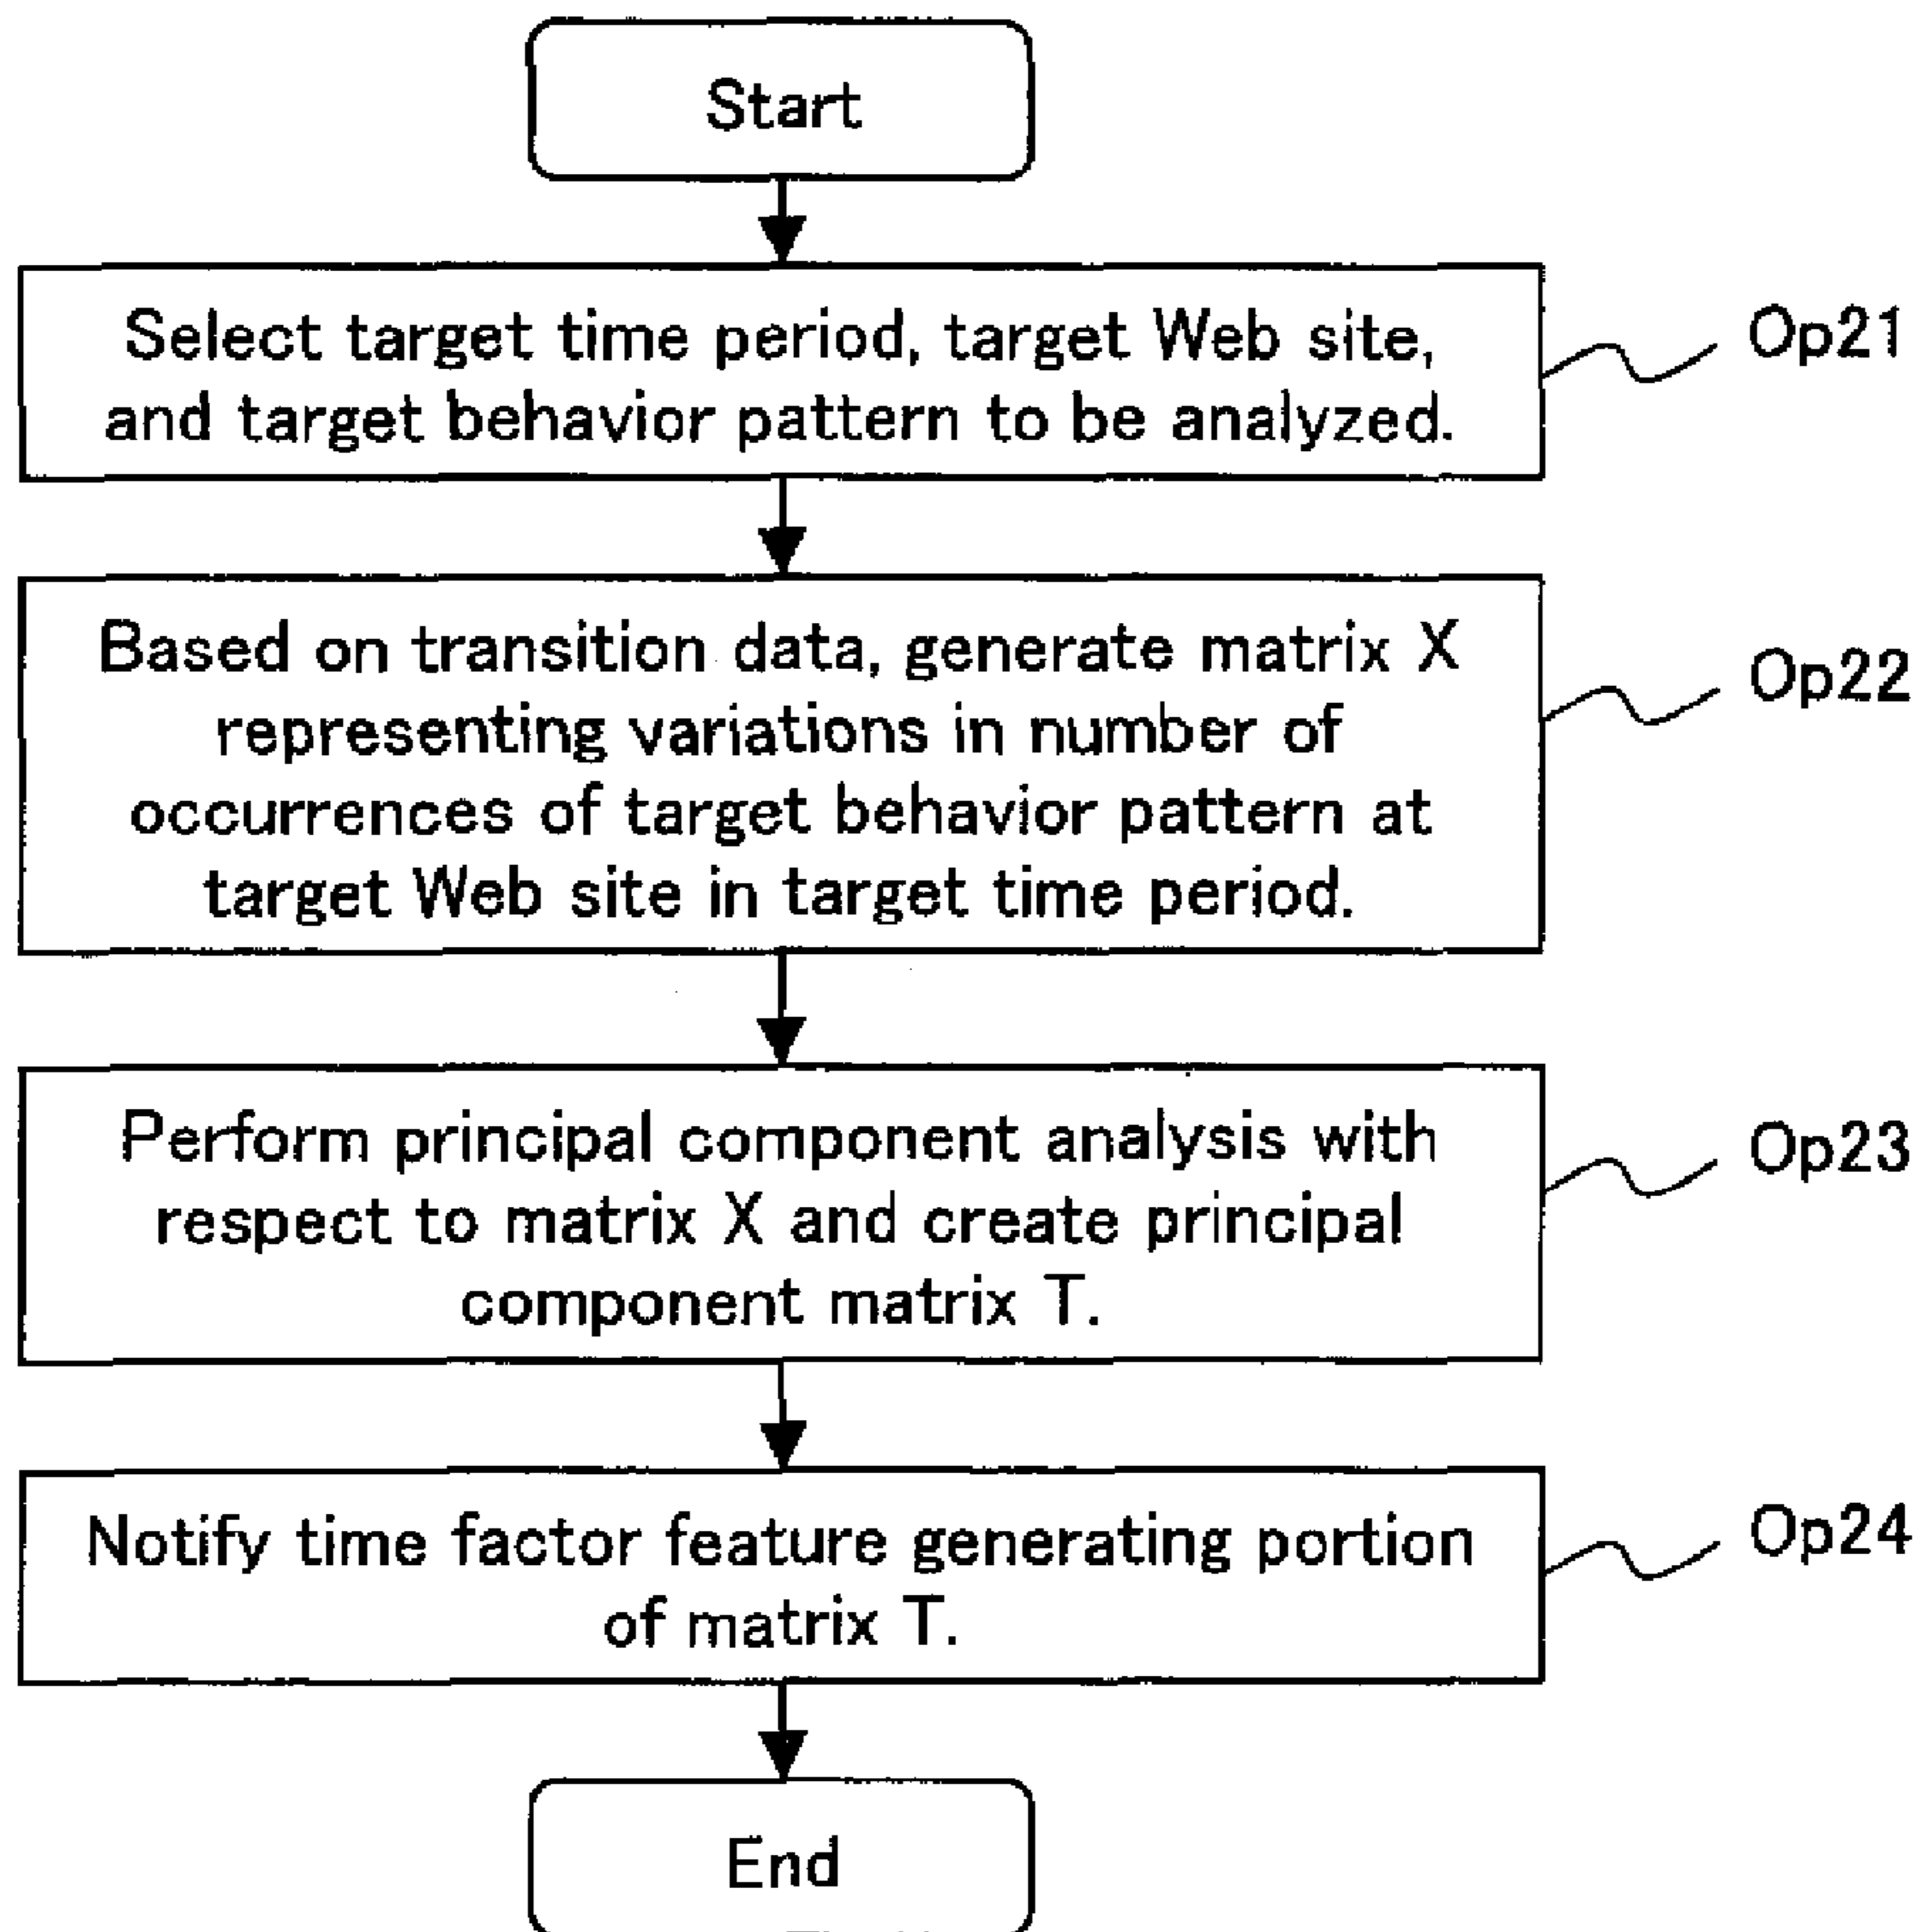 Start
Select target time period, target Web site,
and target behavior pattern to be analyzed.
Op21
Based on transition data, generate matrix X
representing variations in number of
occurrences of target behavior pattern at
target Web site in target time period.
Op22
Perform principal component analysis with
respect to matrix X and create principal
component matrix T.
Op23
Notify time factor feature generating portion
of matrix T.
Op24
End